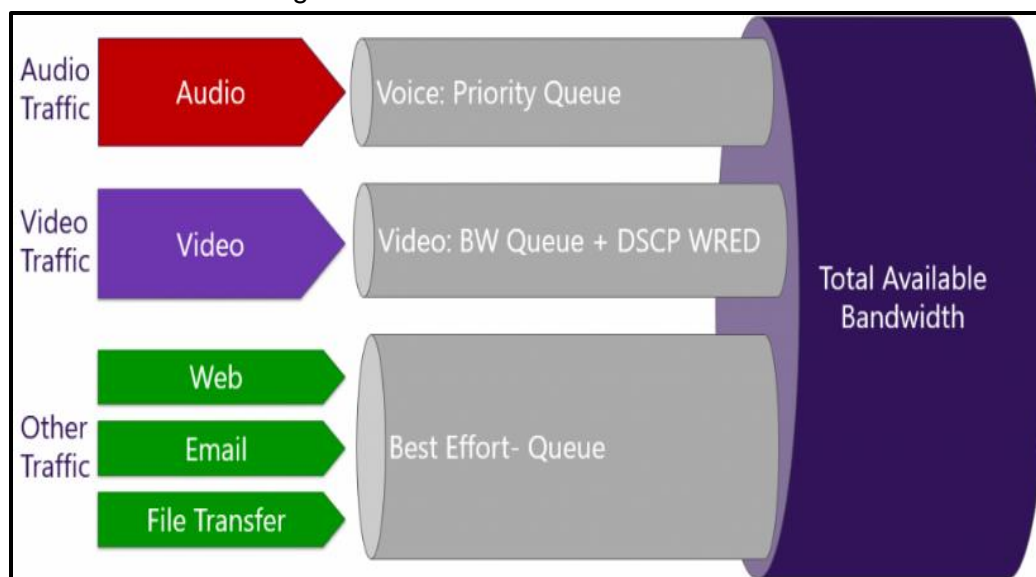 Audio
Traffic
Audio
Voice: Priority Queue
Video
Traffic
Video
Video: BW Queue + DSCP WRED
Total Available
Bandwidth
Other
Traffic
Web
Email
File Transfer
Best Effort- Queue